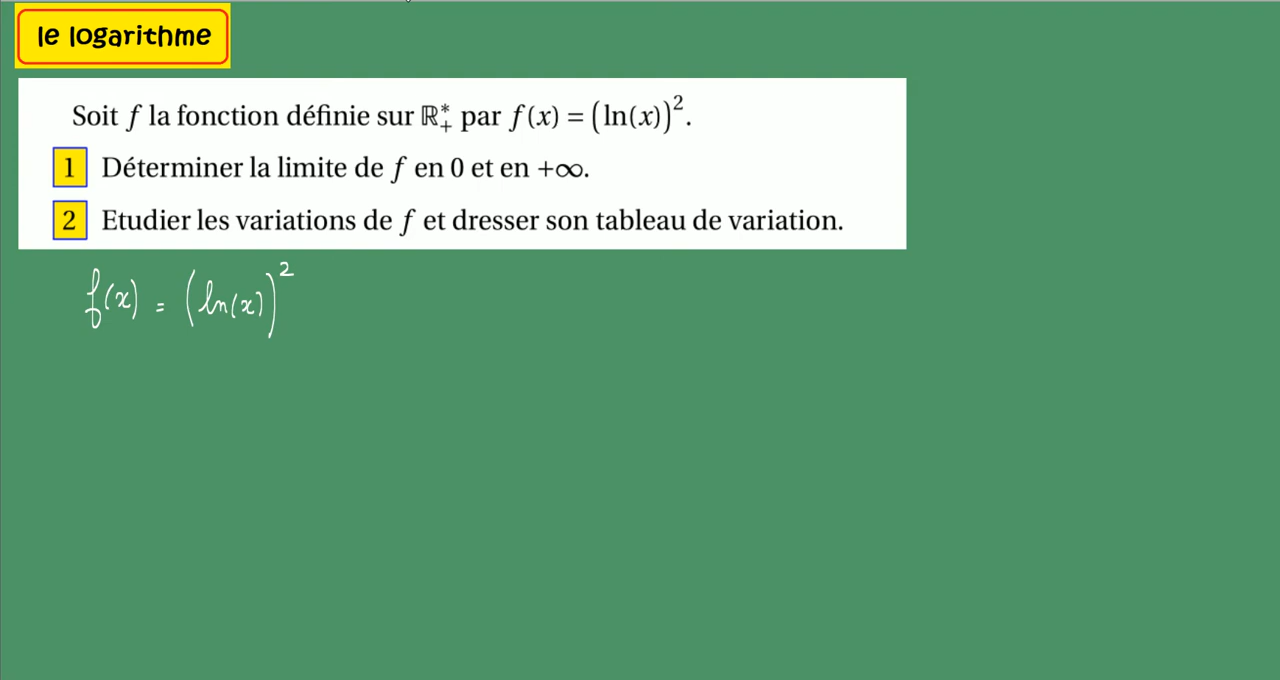 le logarithme
Soit f la fonction définie sur ℝ₊* par f(x) = (ln(x))².
1 Déterminer la limite de f en 0 et en +∞.
2 Etudier les variations de f et dresser son tableau de variation.
f(x) = (ln(x))²